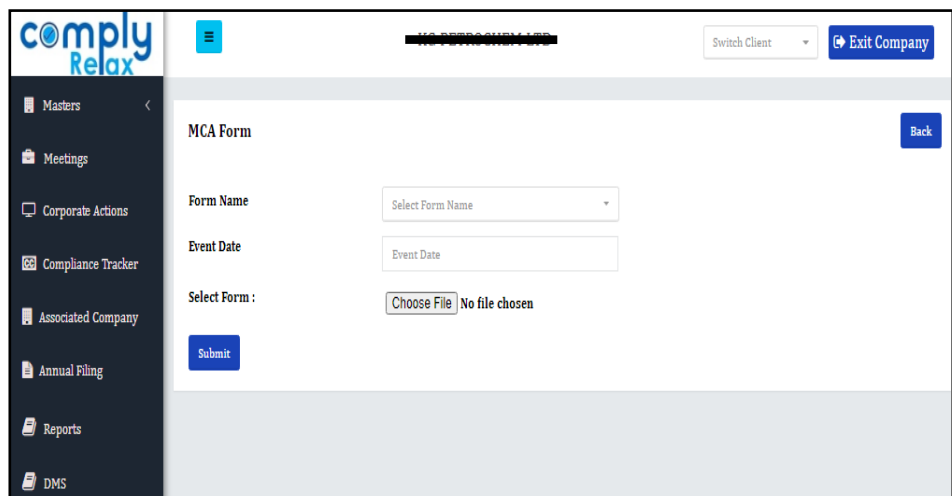 comply
Relax
Switch Client
Exit Company
Masters
MCA Form
Back
Meetings
Form Name
Select Form Name
Corporate Actions
Event Date
Event Date
Compliance Tracker
Select Form :
Choose File No file chosen
Associated Company
Submit
Annual Filing
Reports
DMS